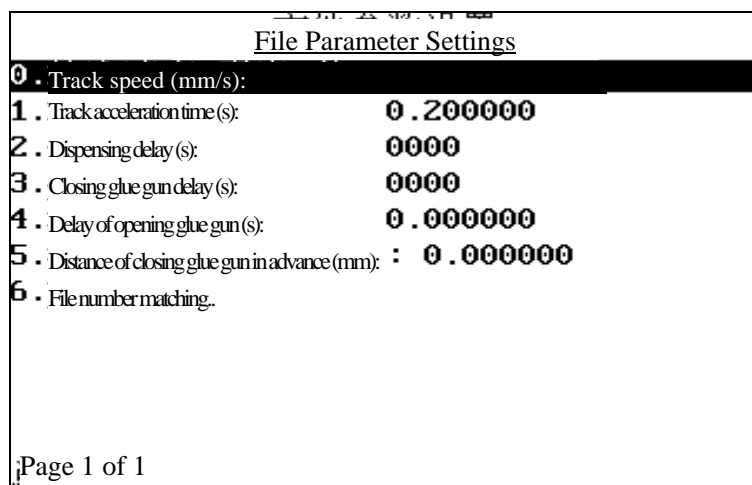 File Parameter Settings
0. Track speed (mm/s):
1. Track acceleration time (s): 0.200000
2. Dispensing delay (s): 0000
3. Closing glue gun delay (s): 0000
4. Delay of opening glue gun (s): 0.000000
5. Distance of closing glue gun in advance (mm): : 0.000000
6. File number matching..
Page 1 of 1